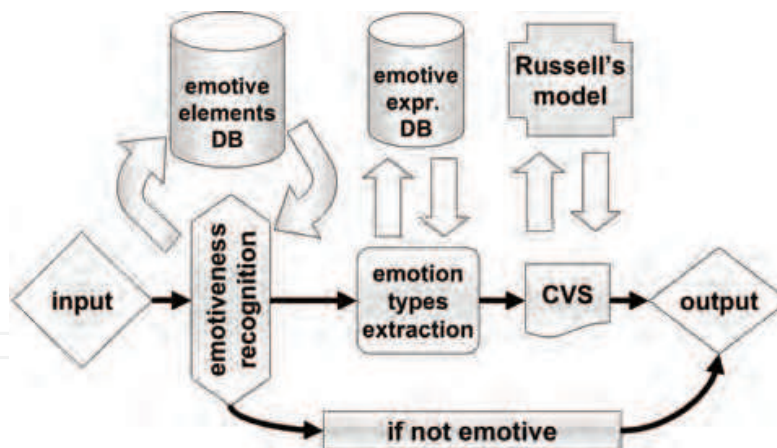 emotive
elements
DB
emotive
expr.
DB
Russell's
model
input
emotiveness
recognition
emotion
types
extraction
CVS
output
if not emotive